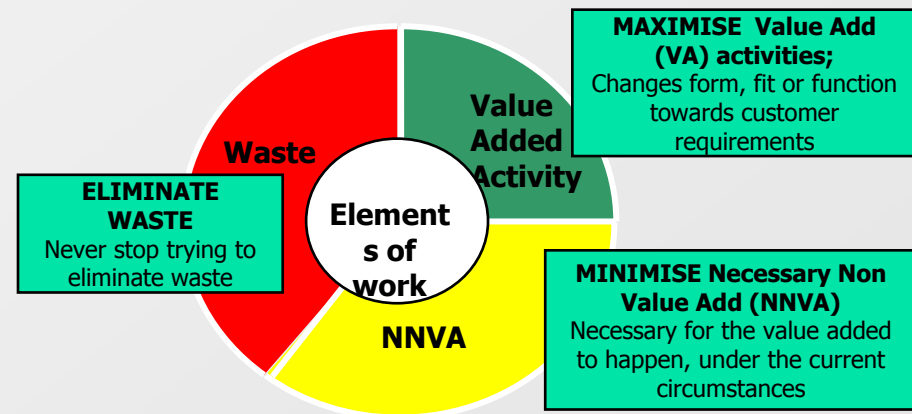 MAXIMISE Value Add
(VA) activities;
Changes form, fit or function
towards customer
requirements
Value
Added
Activity
Waste
ELIMINATE
WASTE
Never stop trying to
eliminate waste
Element
s of
work
NNVA
MINIMISE Necessary Non
Value Add (NNVA)
Necessary for the value added
to happen, under the current
circumstances